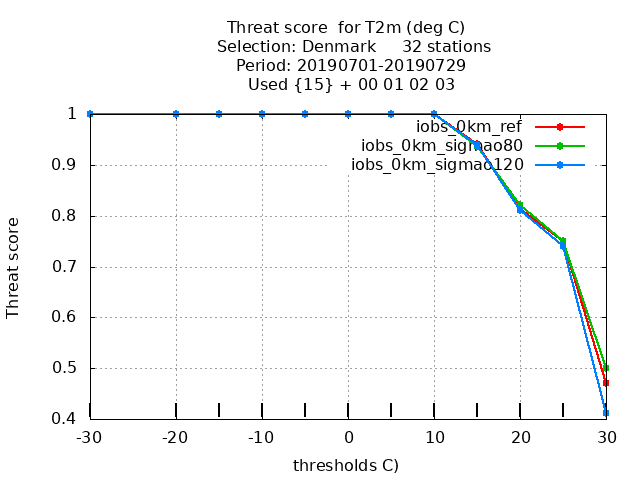 Threat score  for T2m (deg C)
Selection: Denmark     32 stations
Period: 20190701-20190729
Used {15} + 00 01 02 03
1
0.9
0.8
0.7
0.6
0.5
0.4
Threat score
iobs_0km_ref
iobs_0km_sigmao80
iobs_0km_sigmao120
-30
-20
-10
0
10
20
30
thresholds C)